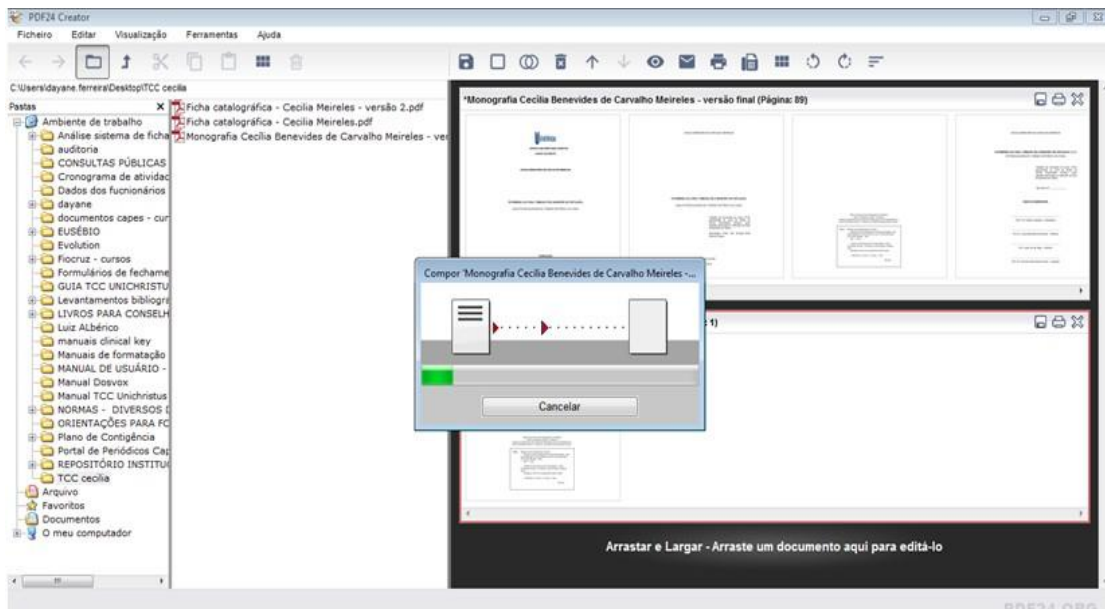 PDF24 Creator
Ficheiro Editar Visualização Ferramentas Ajuda
C:\Users\dayane.ferreira\Desktop\TCC cecilia
Pastas
Ambiente de trabalho
Análise sistema de ficha
auditoria
CONSULTAS PÚBLICAS
Cronograma de atividad
Dados dos fucnionários
dayane
documentos capes - cur
EUSÉBIO
Evolution
Fiocruz - cursos
Formulários de fechame
GUIA TCC UNICHRISTU
Levantamentos bibliogra
LIVROS PARA CONSELH
Luiz ALbérico
manuais clinical key
Manuais de formatação
MANUAL DE USUÁRIO -
Manual Dosvox
Manual TCC Unichristus
NORMAS - DIVERSOS D
ORIENTAÇÕES PARA FO
Plano de Contigência
Portal de Periódicos Cap
REPOSITÓRIO INSTITU
TCC cecilia
Arquivo
Favoritos
Documentos
O meu computador
Ficha catalográfica - Cecilia Meireles - versão 2.pdf
Ficha catalográfica - Cecilia Meireles.pdf
Monografia Cecília Benevides de Carvalho Meireles - ver
*Monografia Cecília Benevides de Carvalho Meireles - versão final (Página: 89)
Compor 'Monografia Cecília Benevides de Carvalho Meireles -...
Cancelar
1)
Arrastar e Largar - Arraste um documento aqui para editá-lo
PDF24.ORG